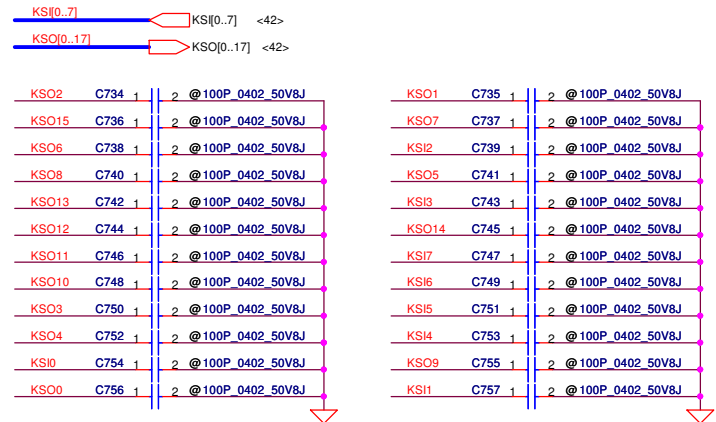 KSI[0..7] KSI[0..7] <42>
KSO[0..17] KSO[0..17] <42>
KSO2 C734 1 2 @100P_0402_50V8J KSO1 C735 1 2 @100P_0402_50V8J
KSO15 C736 1 2 @100P_0402_50V8J KSO7 C737 1 2 @100P_0402_50V8J
KSO6 C738 1 2 @100P_0402_50V8J KSI2 C739 1 2 @100P_0402_50V8J
KSO8 C740 1 2 @100P_0402_50V8J KSO5 C741 1 2 @100P_0402_50V8J
KSO13 C742 1 2 @100P_0402_50V8J KSI3 C743 1 2 @100P_0402_50V8J
KSO12 C744 1 2 @100P_0402_50V8J KSO14 C745 1 2 @100P_0402_50V8J
KSO11 C746 1 2 @100P_0402_50V8J KSI7 C747 1 2 @100P_0402_50V8J
KSO10 C748 1 2 @100P_0402_50V8J KSI6 C749 1 2 @100P_0402_50V8J
KSO3 C750 1 2 @100P_0402_50V8J KSI5 C751 1 2 @100P_0402_50V8J
KSO4 C752 1 2 @100P_0402_50V8J KSI4 C753 1 2 @100P_0402_50V8J
KSI0 C754 1 2 @100P_0402_50V8J KSO9 C755 1 2 @100P_0402_50V8J
KSO0 C756 1 2 @100P_0402_50V8J KSI1 C757 1 2 @100P_0402_50V8J